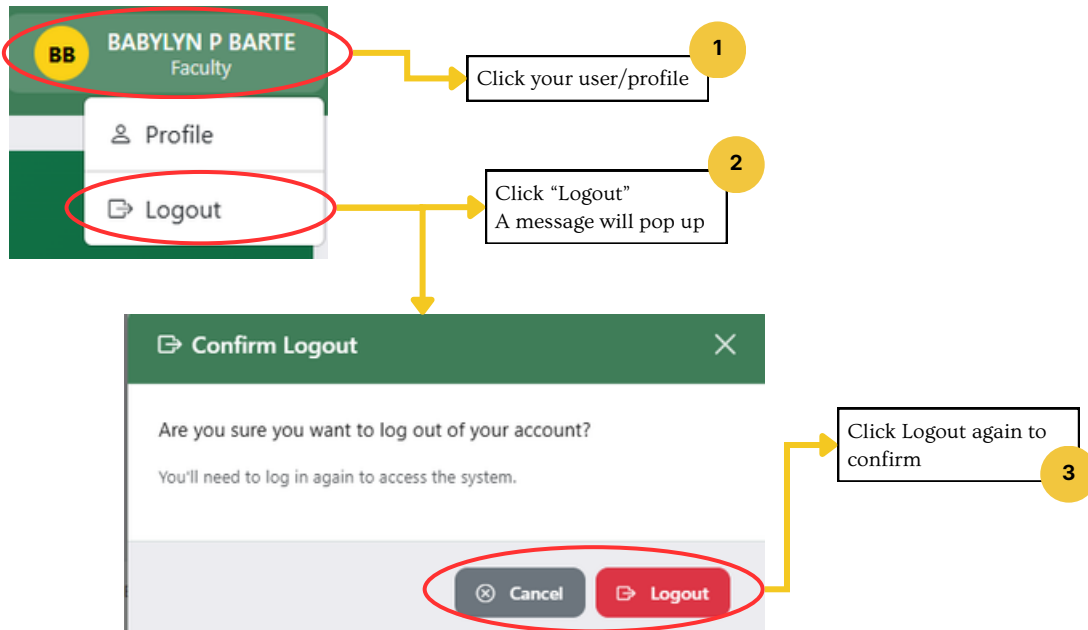 BB
BABYLYN P BARTE
Faculty
1
Click your user/profile
Profile
Logout
2
Click “Logout”
A message will pop up
Confirm Logout
Are you sure you want to log out of your account?
You'll need to log in again to access the system.
Click Logout again to
confirm
3
Cancel
Logout